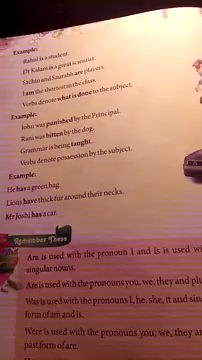 Example:
Rahul is a student.
Dr Kalam is a great scientist.
Sachin and Saurabh are players.
I am the shortest in the class.
Verbs denote what is done to the subject.
Example:
John was punished by the Principal.
Rani was bitten by the dog.
Grammar is being taught.
Verbs denote possession by the subject.
Example:
He has a green bag
Lions have thick fur around their necks.
Mr Joshi has a car.
Remember These
Am is used with the pronoun I and is is used wi
singular nouns.
Are is used with the pronouns you, we, they and plu
Was is used with the pronouns I, he, she, it and sin
form of am and is.
Were is used with the pronouns you, we, they an
past form of are.